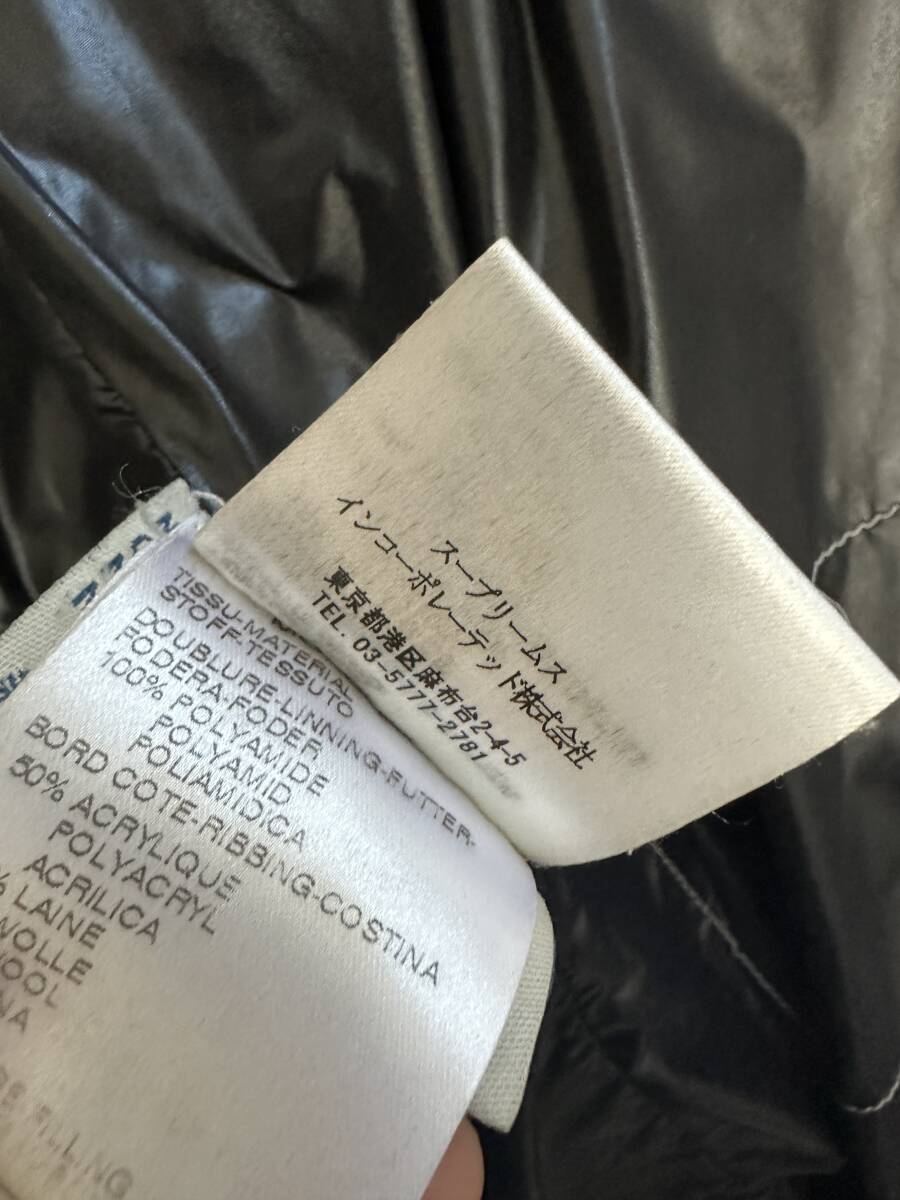 スープリームス
インコーポレーテッド株式会社
東京都港区麻布台2-4-5
TEL. 03-5777-2781
TISSU-MATERIAL
STOFF-TESSUTO
DOUBLURE-LINNING-FUTTER-
FODERA-FODER
100% POLYAMIDE
POLYAMID
POLIAMIDICA
BORD COTE-RIBBING-COSTINA
50% ACRYLIQUE
POLYACRYL
ACRILICA
% LAINE
WOLLE
WOOL
NA
FILLING